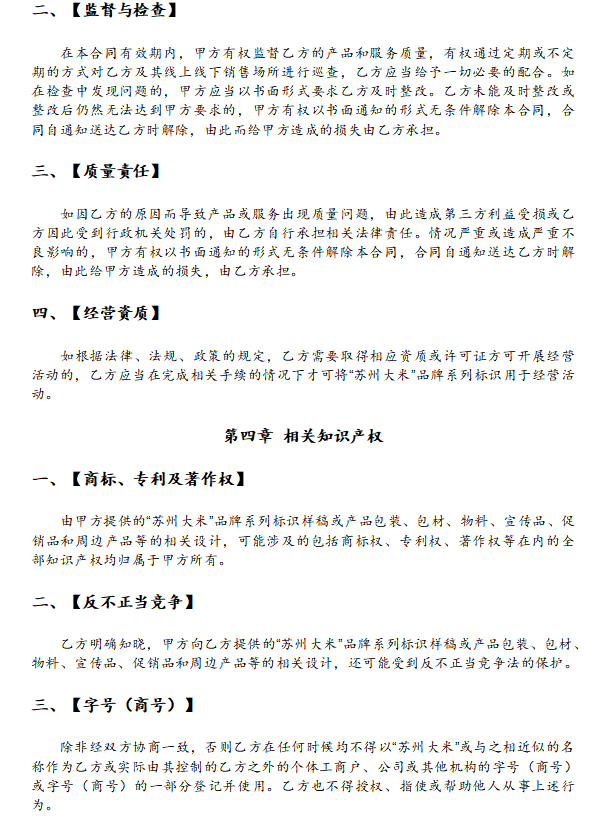 二、【监督与检查】
在本合同有效期内，甲方有权监督乙方的产品和服务质量，有权通过定期或不定
期的方式对乙方及其线上线下销售场所进行巡查，乙方应当给予一切必要的配合。如
在检查中发现问题的，甲方应当以书面形式要求乙方及时整改。乙方未能及时整改或
整改后仍然无法达到甲方要求的，甲方有权以书面通知的形式无条件解除本合同，合
同自通知送达乙方时解除，由此而给甲方造成的损失由乙方承担。
三、【质量责任】
如因乙方的原因而导致产品或服务出现质量问题，由此造成第三方利益受损或乙
方因此受到行政机关处罚的，由乙方自行承担相关法律责任。情况严重或造成严重不
良影响的，甲方有权以书面通知的形式无条件解除本合同，合同自通知送达乙方时解
除，由此给甲方造成的损失，由乙方承担。
四、【经营资质】
如根据法律、法规、政策的规定，乙方需要取得相应资质或许可证方可开展经营
活动的，乙方应当在完成相关手续的情况下才可将“苏州大米”品牌系列标识用于经营活
动。
第四章 相关知识产权
一、【商标、专利及著作权】
由甲方提供的“苏州大米”品牌系列标识样稿或产品包装、包材、物料、宣传品、促
销品和周边产品等的相关设计，可能涉及的包括商标权、专利权、著作权等在内的全
部知识产权均归属于甲方所有。
二、【反不正当竞争】
乙方明确知晓，甲方向乙方提供的“苏州大米”品牌系列标识样稿或产品包装、包材、
物料、宣传品、促销品和周边产品等的相关设计，还可能受到反不正当竞争法的保护。
三、【字号（商号）】
除非经双方协商一致，否则乙方在任何时候均不得以“苏州大米”或与之相近似的名
称作为乙方或实际由其控制的乙方之外的个体工商户、公司或其他机构的字号（商号）
或字号（商号）的一部分登记并使用。乙方也不得授权、指使或帮助他人从事上述行
为。